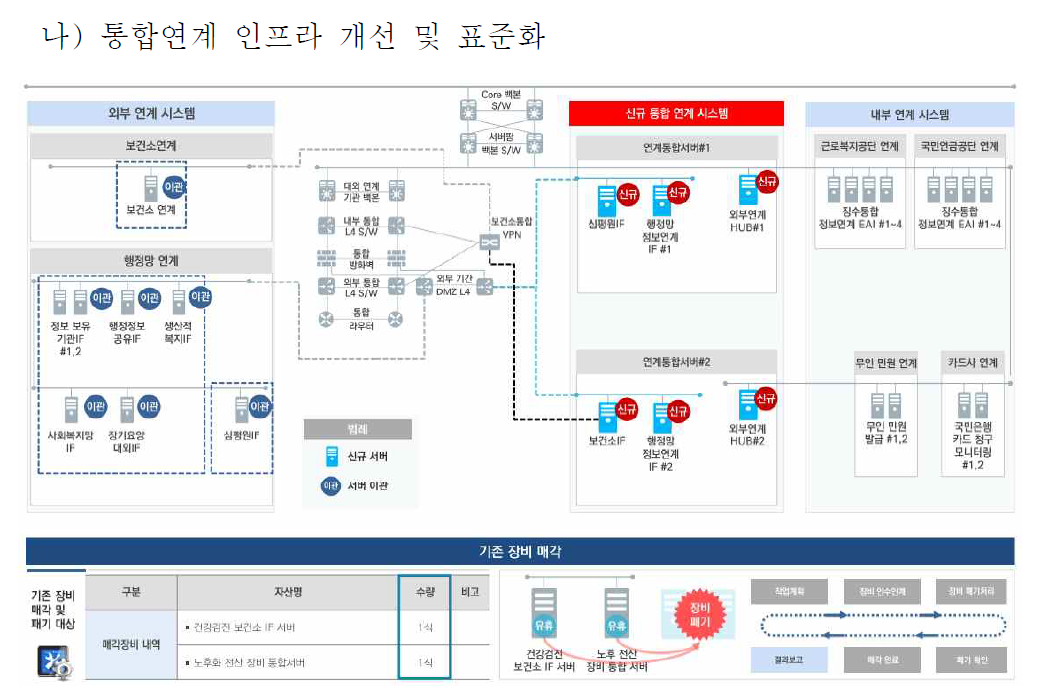 나) 통합연계 인프라 개선 및 표준화
외부 연계 시스템
보건소연계
이관
보건소 연계
행정망 연계
이관
이관
이관
정보 보유
기관IF
#1,2
행정정보
공유IF
생산적
복지IF
이관
이관
이관
사회복지망
IF
장기요양
대외IF
심평원IF
Core 백본
S/W
서버팜
백본 S/W
대외 연계
기관 백본
내부 통합
L4 S/W
통합
방화벽
외부 통합
L4 S/W
통합
라우터
보건소통합
VPN
외부 기간
DMZ L4
범례
신규 서버
이관
서버 이관
신규 통합 연계 시스템
연계통합서버#1
신규
신규
신규
심평원IF
행정망
정보연계
IF #1
외부연계
HUB#1
연계통합서버#2
신규
신규
신규
보건소IF
행정망
정보연계
IF #2
외부연계
HUB#2
내부 연계 시스템
근로복지공단 연계
징수통합
정보연계 EAI #1~4
국민연금공단 연계
징수통합
정보연계 EAI #1~4
무인 민원 연계
무인 민원
발급 #1,2
카드사 연계
국민은행
카드 청구
모니터링
#1,2
기존 장비 매각
기존 장비
매각 및
폐기 대상
구분 자산명 수량 비고
매각장비 내역
▪ 건강검진 보건소 IF 서버 1식
▪ 노후화 전산 장비 통합서버 1식
유휴
유휴
장비
폐기
건강검진
보건소 IF 서버
노후 전산
장비 통합 서버
작업계획
장비 인수인계
장비 폐기처리
결과보고
매각 완료
폐기 확인